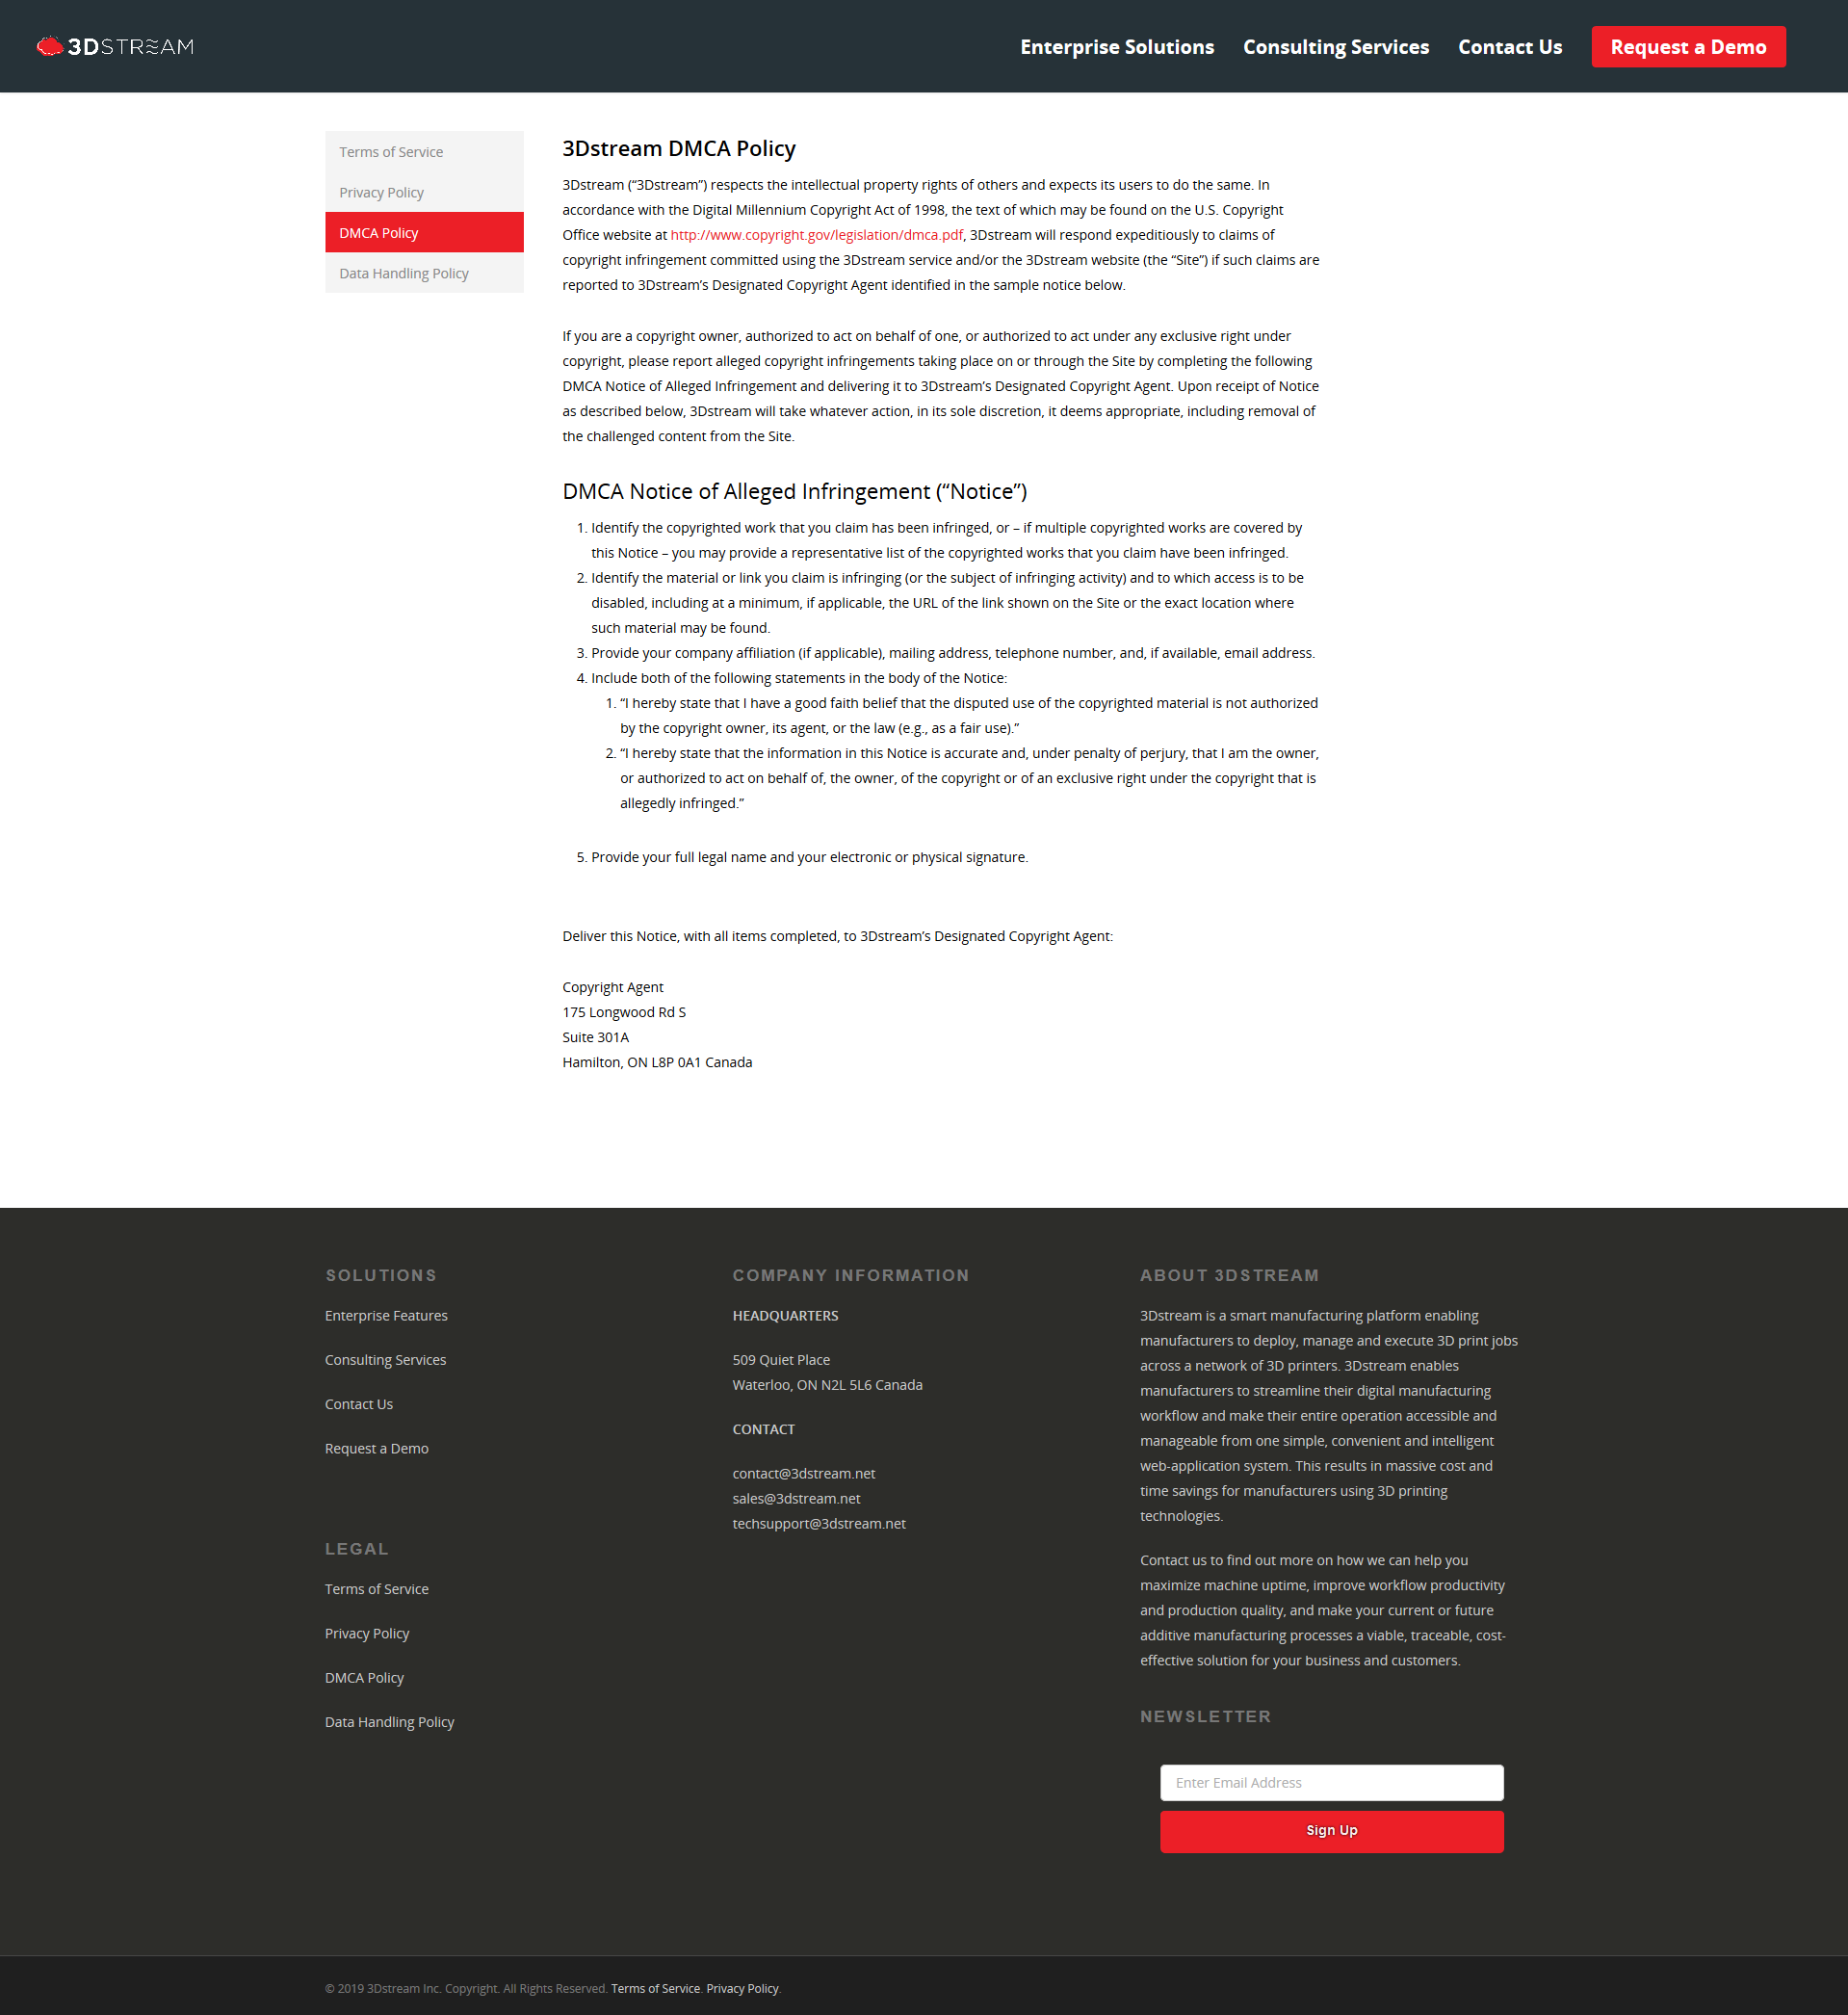 3DSTREAM
Enterprise Solutions
Consulting Services
Contact Us
Request a Demo
Terms of Service
Privacy Policy
DMCA Policy
Data Handling Policy
3Dstream DMCA Policy
3Dstream (“3Dstream”) respects the intellectual property rights of others and expects its users to do the same. In
accordance with the Digital Millennium Copyright Act of 1998, the text of which may be found on the U.S. Copyright
Office website at http://www.copyright.gov/legislation/dmca.pdf, 3Dstream will respond expeditiously to claims of
copyright infringement committed using the 3Dstream service and/or the 3Dstream website (the “Site”) if such claims are
reported to 3Dstream’s Designated Copyright Agent identified in the sample notice below.
If you are a copyright owner, authorized to act on behalf of one, or authorized to act under any exclusive right under
copyright, please report alleged copyright infringements taking place on or through the Site by completing the following
DMCA Notice of Alleged Infringement and delivering it to 3Dstream’s Designated Copyright Agent. Upon receipt of Notice
as described below, 3Dstream will take whatever action, in its sole discretion, it deems appropriate, including removal of
the challenged content from the Site.
DMCA Notice of Alleged Infringement (“Notice”)
1. Identify the copyrighted work that you claim has been infringed, or – if multiple copyrighted works are covered by
this Notice – you may provide a representative list of the copyrighted works that you claim have been infringed.
2. Identify the material or link you claim is infringing (or the subject of infringing activity) and to which access is to be
disabled, including at a minimum, if applicable, the URL of the link shown on the Site or the exact location where
such material may be found.
3. Provide your company affiliation (if applicable), mailing address, telephone number, and, if available, email address.
4. Include both of the following statements in the body of the Notice:
1. “I hereby state that I have a good faith belief that the disputed use of the copyrighted material is not authorized
by the copyright owner, its agent, or the law (e.g., as a fair use).”
2. “I hereby state that the information in this Notice is accurate and, under penalty of perjury, that I am the owner,
or authorized to act on behalf of, the owner, of the copyright or of an exclusive right under the copyright that is
allegedly infringed.”
5. Provide your full legal name and your electronic or physical signature.
Deliver this Notice, with all items completed, to 3Dstream’s Designated Copyright Agent:
Copyright Agent
175 Longwood Rd S
Suite 301A
Hamilton, ON L8P 0A1 Canada
SOLUTIONS
Enterprise Features
Consulting Services
Contact Us
Request a Demo
LEGAL
Terms of Service
Privacy Policy
DMCA Policy
Data Handling Policy
COMPANY INFORMATION
HEADQUARTERS
509 Quiet Place
Waterloo, ON N2L 5L6 Canada
CONTACT
contact@3dstream.net
sales@3dstream.net
techsupport@3dstream.net
ABOUT 3DSTREAM
3Dstream is a smart manufacturing platform enabling
manufacturers to deploy, manage and execute 3D print jobs
across a network of 3D printers. 3Dstream enables
manufacturers to streamline their digital manufacturing
workflow and make their entire operation accessible and
manageable from one simple, convenient and intelligent
web-application system. This results in massive cost and
time savings for manufacturers using 3D printing
technologies.
Contact us to find out more on how we can help you
maximize machine uptime, improve workflow productivity
and production quality, and make your current or future
additive manufacturing processes a viable, traceable, cost-
effective solution for your business and customers.
NEWSLETTER
Enter Email Address
Sign Up
© 2019 3Dstream Inc. Copyright. All Rights Reserved. Terms of Service. Privacy Policy.